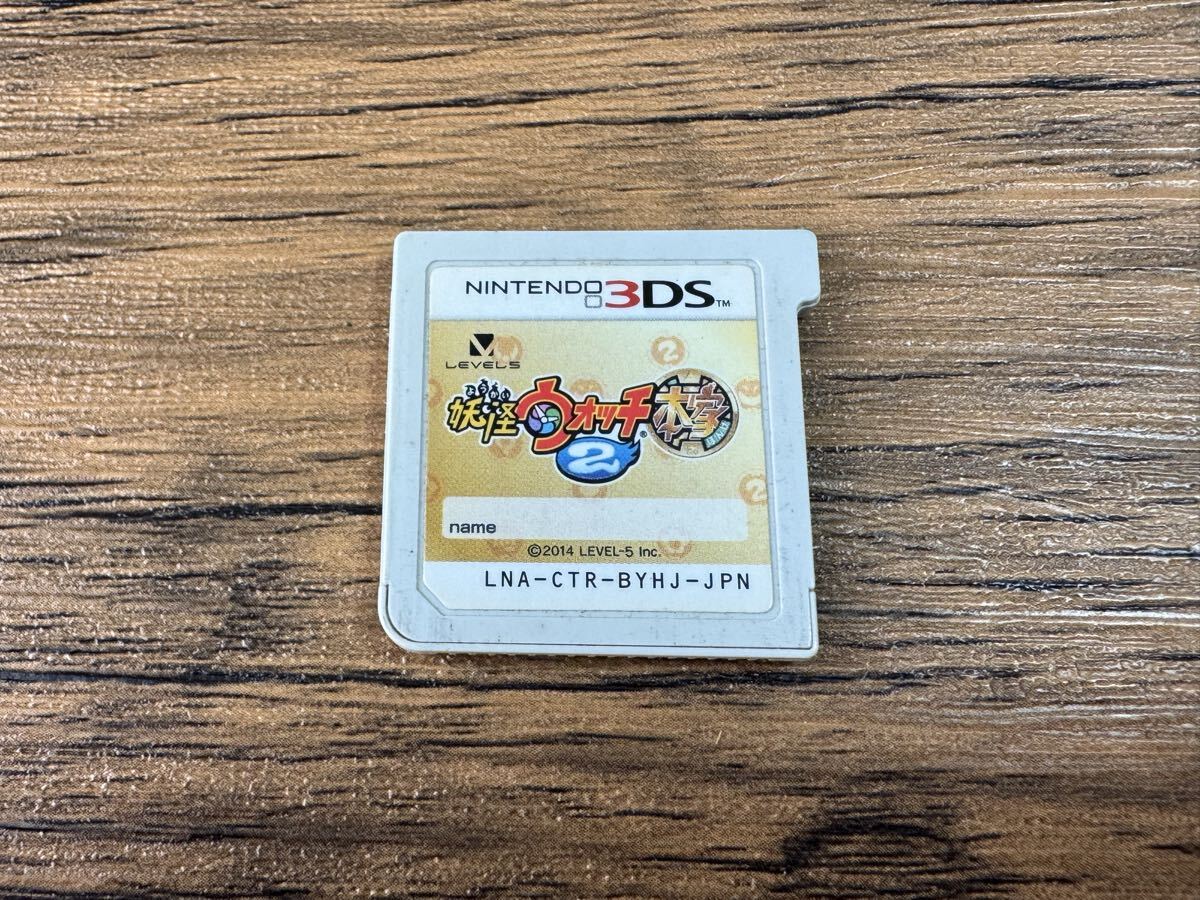 NINTENDO 3DS™
LEVEL5
ようかい
妖怪ウォッチ 本家
2®
name
©2014 LEVEL-5 Inc.
LNA-CTR-BYHJ-JPN